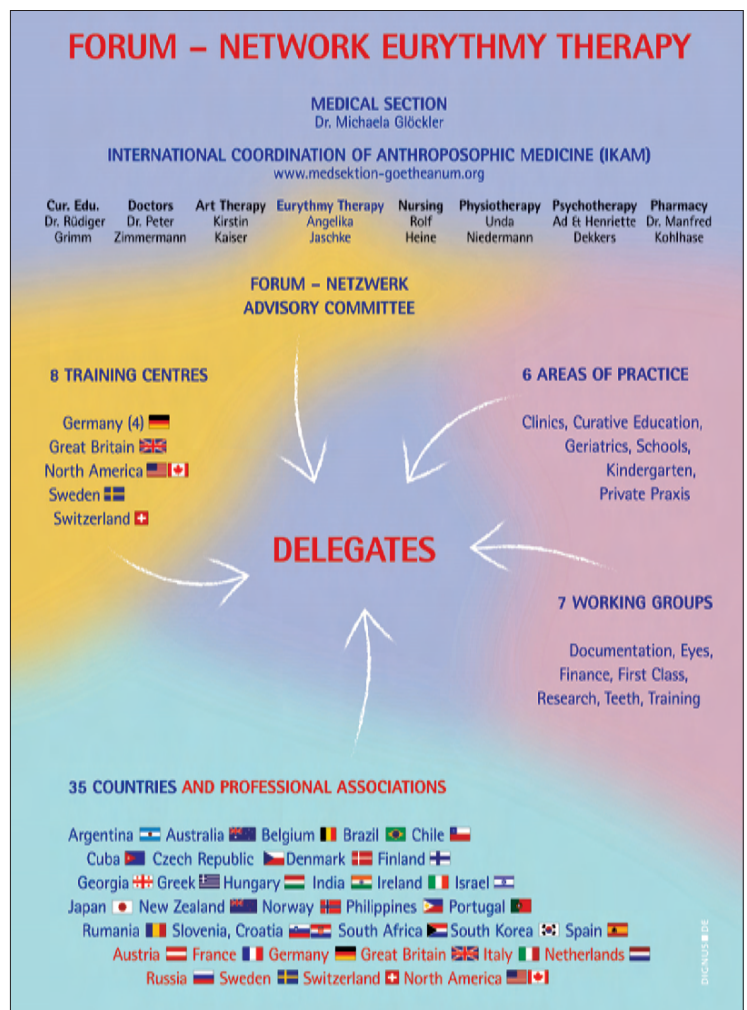 FORUM – NETWORK EURYTHMY THERAPY
MEDICAL SECTION
Dr. Michaela Glöckler
INTERNATIONAL COORDINATION OF ANTHROPOSOPHIC MEDICINE (IKAM)
www.medsektion-goetheanum.org
Cur. Edu. Doctors Art Therapy Eurythmy Therapy Nursing Physiotherapy Psychotherapy Pharmacy
Dr. Rüdiger Dr. Peter Kirstin Angelika Rolf Unda Ad & Henriette Dr. Manfred
Grimm Zimmermann Kaiser Jaschke Heine Niedermann Dekkers Kohlhase
FORUM – NETZWERK
ADVISORY COMMITTEE
8 TRAINING CENTRES
Germany (4)
Great Britain
North America
Sweden
Switzerland
6 AREAS OF PRACTICE
Clinics, Curative Education,
Geriatrics, Schools,
Kindergarten,
Private Praxis
DELEGATES
7 WORKING GROUPS
Documentation, Eyes,
Finance, First Class,
Research, Teeth, Training
35 COUNTRIES AND PROFESSIONAL ASSOCIATIONS
Argentina Australia Belgium Brazil Chile
Cuba Czech Republic Denmark Finland
Georgia Greek Hungary India Ireland Israel
Japan New Zealand Norway Philippines Portugal
Rumania Slovenia, Croatia South Africa South Korea Spain
Austria France Germany Great Britain Italy Netherlands
Russia Sweden Switzerland North America
DIGNUS DE